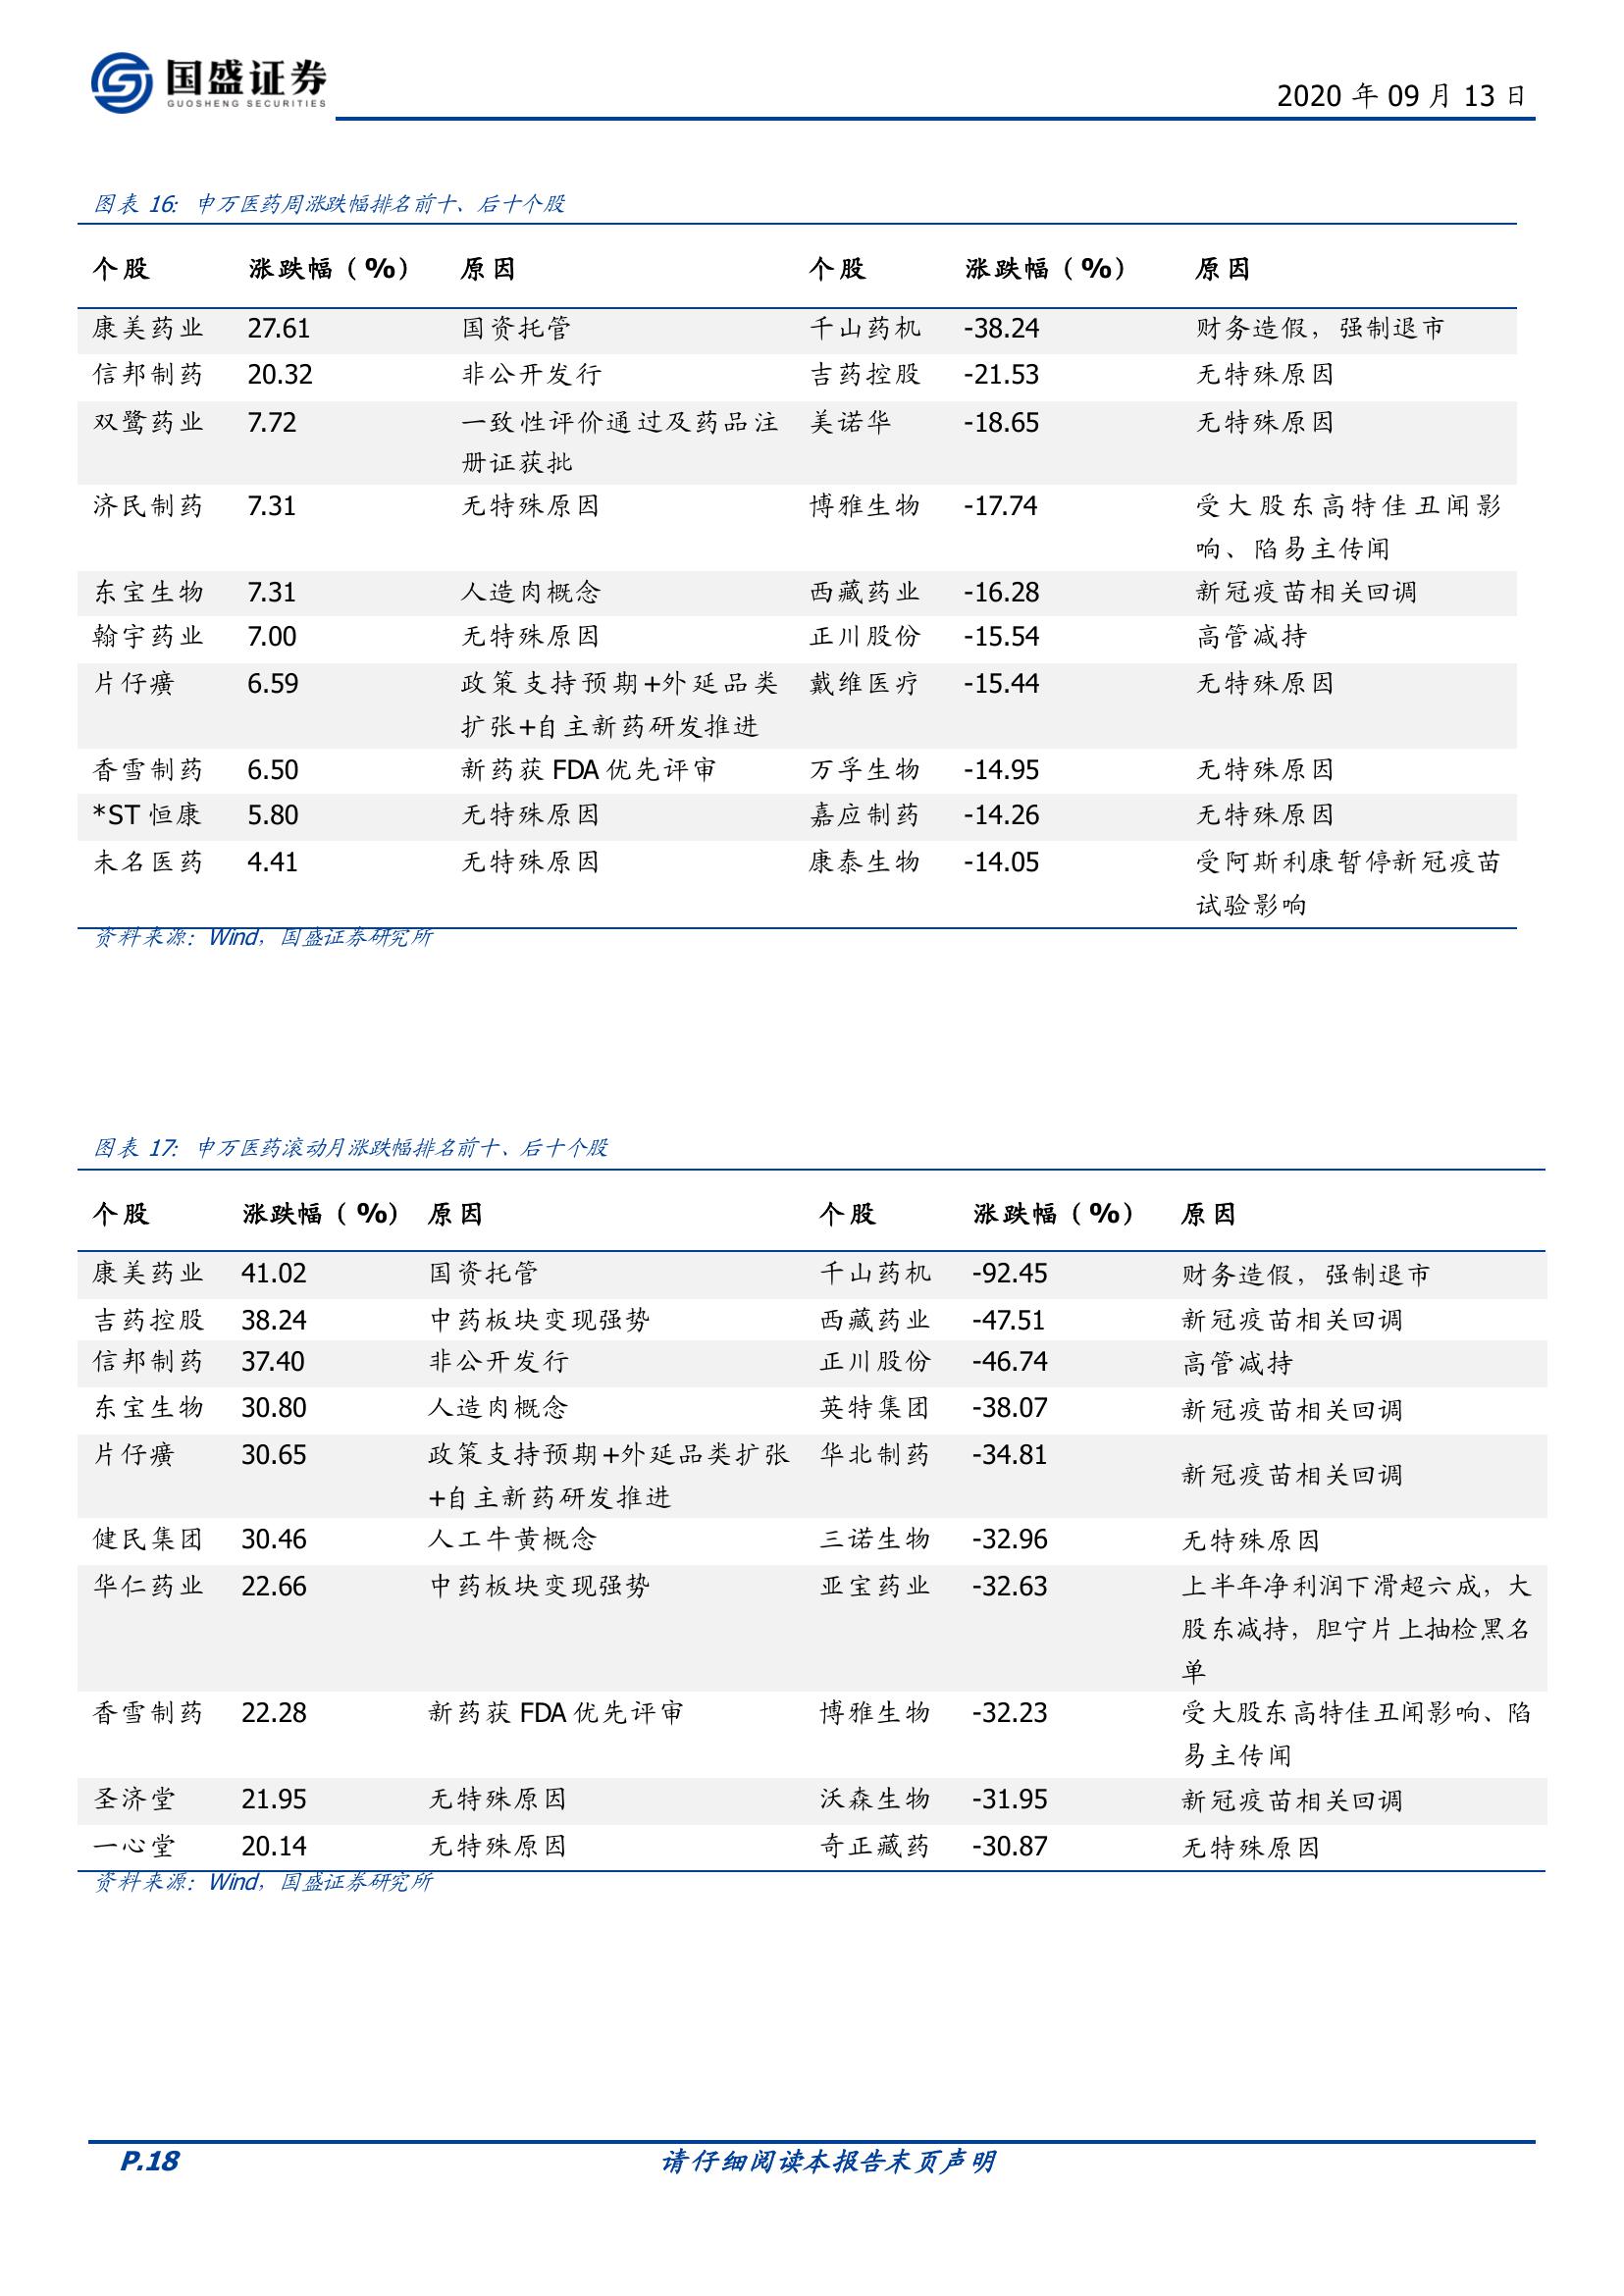 国盛证券
GUOSHENG SECURITIES
2020 年 09 月 13 日
图表 16: 申万医药周涨跌幅排名前十、后十个股
个股 涨跌幅（%） 原因 个股 涨跌幅（%） 原因
康美药业 27.61 国资托管 千山药机 -38.24 财务造假，强制退市
信邦制药 20.32 非公开发行 吉药控股 -21.53 无特殊原因
双鹭药业 7.72 一致性评价通过及药品注 美诺华 -18.65 无特殊原因
册证获批
济民制药 7.31 无特殊原因 博雅生物 -17.74 受大股东高特佳丑闻影
响、陷易主传闻
东宝生物 7.31 人造肉概念 西藏药业 -16.28 新冠疫苗相关回调
翰宇药业 7.00 无特殊原因 正川股份 -15.54 高管减持
片仔癀 6.59 政策支持预期+外延品类 戴维医疗 -15.44 无特殊原因
扩张+自主新药研发推进
香雪制药 6.50 新药获 FDA 优先评审 万孚生物 -14.95 无特殊原因
*ST 恒康 5.80 无特殊原因 嘉应制药 -14.26 无特殊原因
未名医药 4.41 无特殊原因 康泰生物 -14.05 受阿斯利康暂停新冠疫苗
试验影响
资料来源：Wind，国盛证券研究所
图表 17: 申万医药滚动月涨跌幅排名前十、后十个股
个股 涨跌幅（%） 原因 个股 涨跌幅（%） 原因
康美药业 41.02 国资托管 千山药机 -92.45 财务造假，强制退市
吉药控股 38.24 中药板块变现强势 西藏药业 -47.51 新冠疫苗相关回调
信邦制药 37.40 非公开发行 正川股份 -46.74 高管减持
东宝生物 30.80 人造肉概念 英特集团 -38.07 新冠疫苗相关回调
片仔癀 30.65 政策支持预期+外延品类扩张 华北制药 -34.81 新冠疫苗相关回调
+自主新药研发推进
健民集团 30.46 人工牛黄概念 三诺生物 -32.96 无特殊原因
华仁药业 22.66 中药板块变现强势 亚宝药业 -32.63 上半年净利润下滑超六成，大
股东减持，胆宁片上抽检黑名
单
香雪制药 22.28 新药获 FDA 优先评审 博雅生物 -32.23 受大股东高特佳丑闻影响、陷
易主传闻
圣济堂 21.95 无特殊原因 沃森生物 -31.95 新冠疫苗相关回调
一心堂 20.14 无特殊原因 奇正藏药 -30.87 无特殊原因
资料来源：Wind，国盛证券研究所
P.18 请仔细阅读本报告末页声明